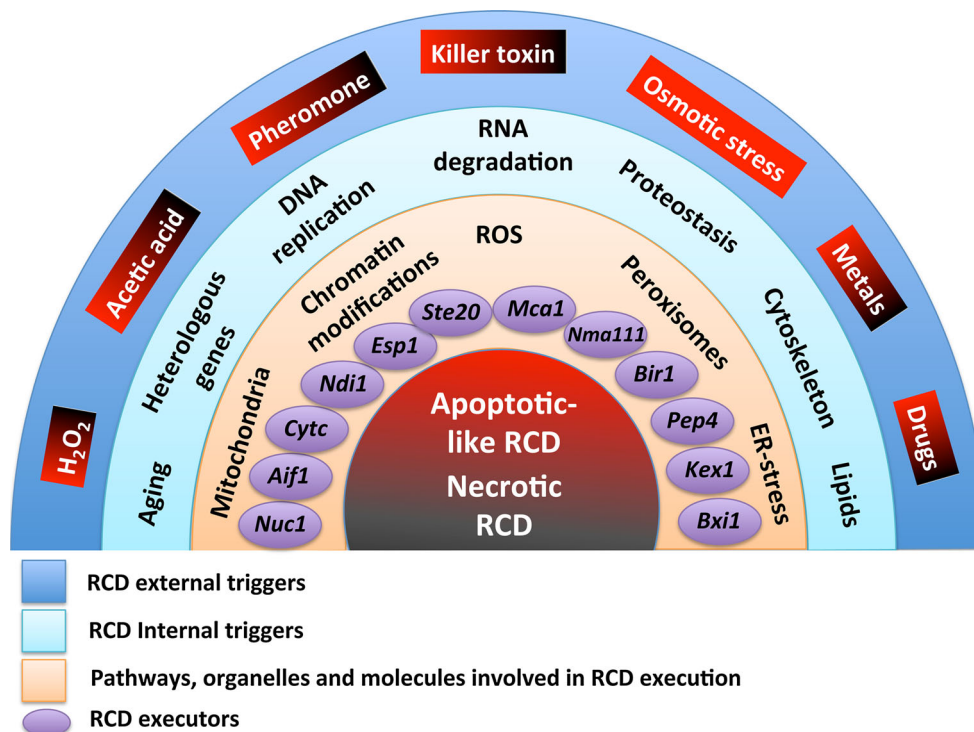 Killer toxin
Pheromone
Osmotic stress
Acetic acid
Metals
H₂O₂
Drugs
RNA
degradation
DNA
replication
Proteostasis
Heterologous
genes
Cytoskeleton
Aging
Lipids
ROS
Chromatin
modifications
Peroxisomes
Mitochondria
ER-stress
Ste20
Mca1
Esp1
Nma111
Ndi1
Bir1
Cytc
Pep4
Aif1
Kex1
Nuc1
Bxi1
Apoptotic-
like RCD
Necrotic
RCD
RCD external triggers
RCD Internal triggers
Pathways, organelles and molecules involved in RCD execution
RCD executors